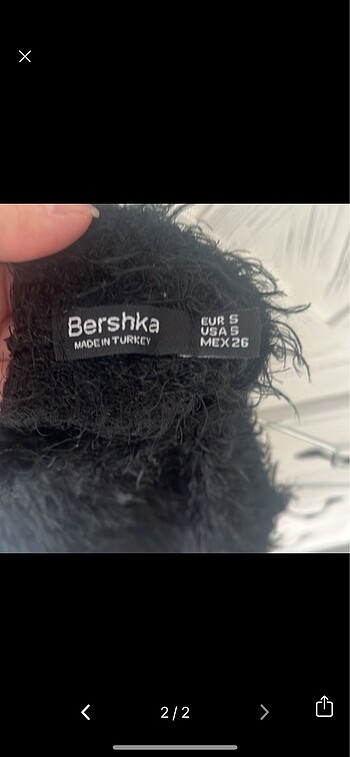 Bershka
MADE IN TURKEY
EUR S
USA S
MEX 26
2/2